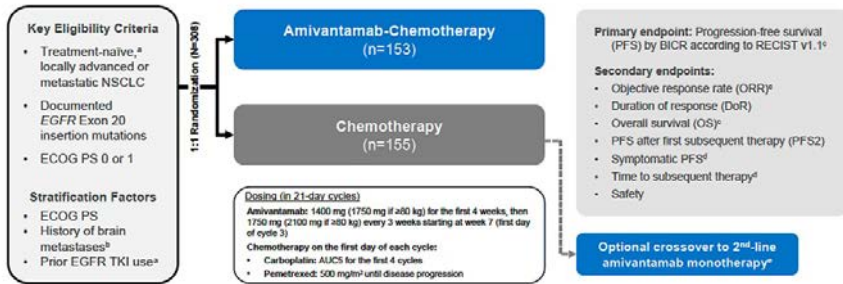 Key Eligibility Criteria
• Treatment-naïve,ᵃ
locally advanced or
metastatic NSCLC
• Documented
EGFR Exon 20
insertion mutations
• ECOG PS 0 or 1
Stratification Factors
• ECOG PS
• History of brain
metastasesᵇ
• Prior EGFR TKI useᵃ
1:1 Randomization (N=308)
Amivantamab-Chemotherapy
(n=153)
Chemotherapy
(n=155)
Dosing (in 21-day cycles)
Amivantamab: 1400 mg (1750 mg if ≥80 kg) for the first 4 weeks, then
1750 mg (2100 mg if ≥80 kg) every 3 weeks starting at week 7 (first day
of cycle 3)
Chemotherapy on the first day of each cycle:
• Carboplatin: AUC5 for the first 4 cycles
• Pemetrexed: 500 mg/m² until disease progression
Primary endpoint: Progression-free survival
(PFS) by BICR according to RECIST v1.1ᶜ
Secondary endpoints:
• Objective response rate (ORR)ᶜ
• Duration of response (DoR)
• Overall survival (OS)ᶜ
• PFS after first subsequent therapy (PFS2)
• Symptomatic PFSᵈ
• Time to subsequent therapyᵈ
• Safety
Optional crossover to 2ⁿᵈ-line
amivantamab monotherapyᵉ